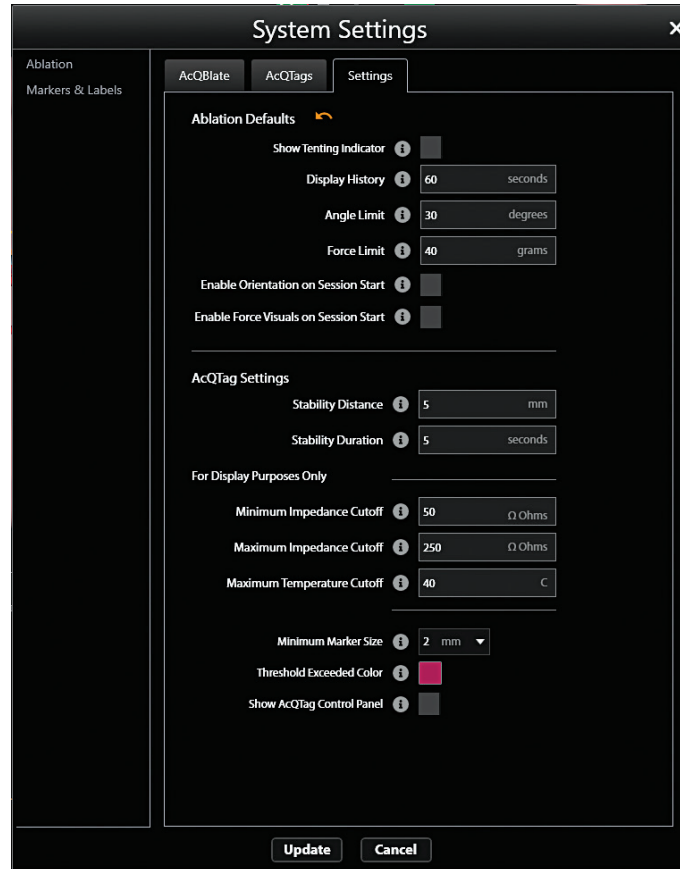 System Settings
x
Ablation
Markers & Labels
AcQBlate AcQTags Settings
Ablation Defaults
Show Tenting Indicator
Display History 60 seconds
Angle Limit 30 degrees
Force Limit 40 grams
Enable Orientation on Session Start
Enable Force Visuals on Session Start
AcQTag Settings
Stability Distance 5 mm
Stability Duration 5 seconds
For Display Purposes Only
Minimum Impedance Cutoff 50 Ω Ohms
Maximum Impedance Cutoff 250 Ω Ohms
Maximum Temperature Cutoff 40 C
Minimum Marker Size 2 mm
Threshold Exceeded Color
Show AcQTag Control Panel
Update Cancel